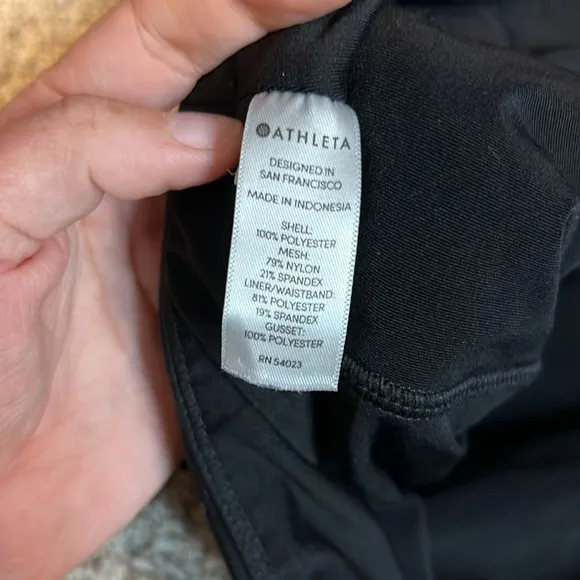 ATHLETA
DESIGNED IN
SAN FRANCISCO
MADE IN INDONESIA
SHELL:
100% POLYESTER
MESH:
79% NYLON
21% SPANDEX
LINER/WAISTBAND:
81% POLYESTER
19% SPANDEX
GUSSET:
100% POLYESTER
RN 54023